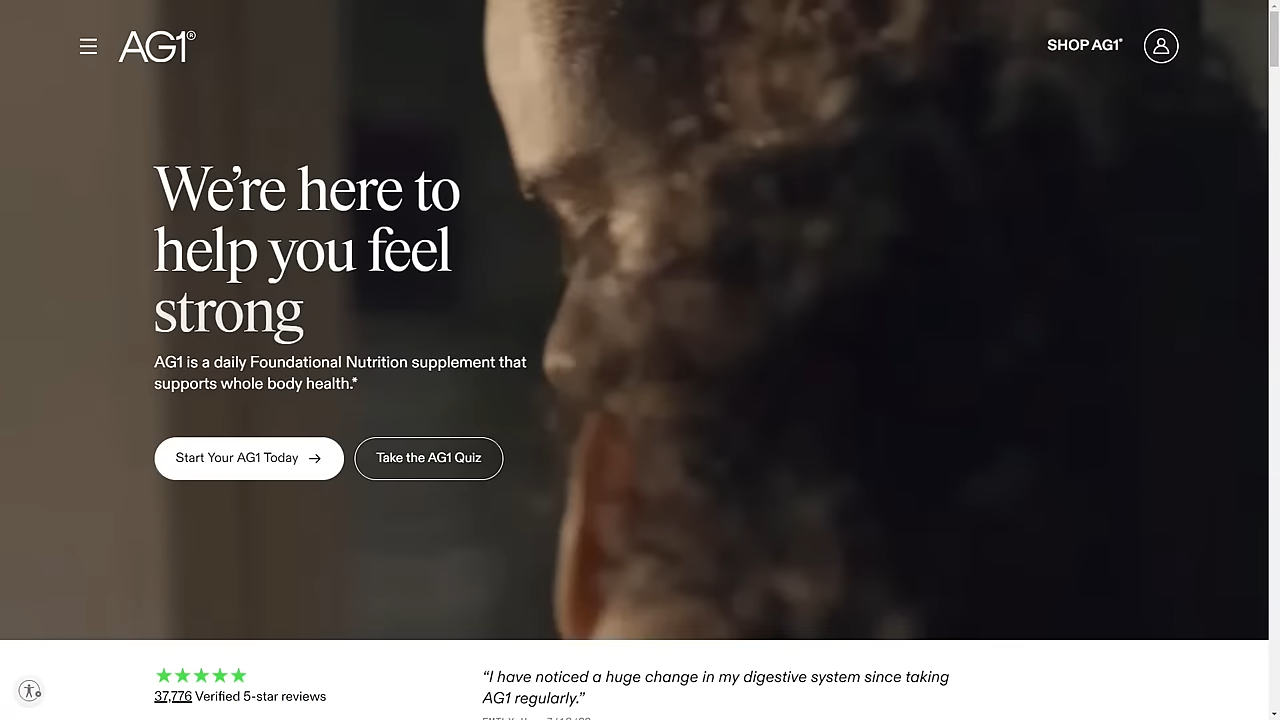 AG1®
SHOP AG1®
We’re here to
help you feel
strong
AG1 is a daily Foundational Nutrition supplement that
supports whole body health.*
Start Your AG1 Today →
Take the AG1 Quiz
37,776 Verified 5-star reviews
“I have noticed a huge change in my digestive system since taking
AG1 regularly.”